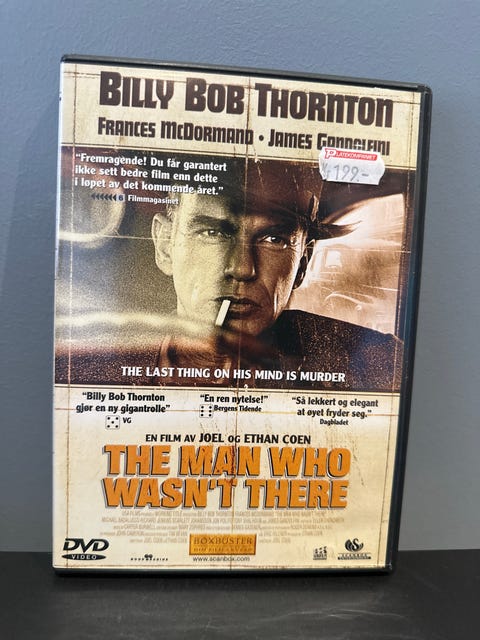 BILLY BOB THORNTON
FRANCES MCDORMAND • JAMES GANDOLFINI
PLATEKOMPANIET
199.-
"Fremragende! Du får garantert
ikke sett bedre film enn dette
i løpet av det kommende året."
6 Filmmagasinet
THE LAST THING ON HIS MIND IS MURDER
"Billy Bob Thornton
gjør en ny gigantrolle"
VG
"En ren nytelse!"
Bergens Tidende
"Så lekkert og elegant
at øyet fryder seg."
Dagbladet
EN FILM AV JOEL OG ETHAN COEN
THE MAN WHO
WASN'T THERE
DVD
VIDEO
BOXBUSTER
www.scanbox.com
SCANBOX